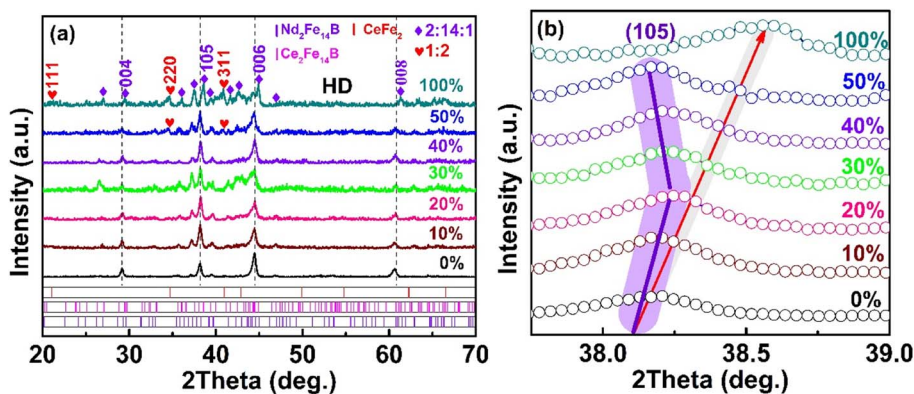 (a)
Nd₂Fe₁₄B CeFe₂ ♦ 2:14:1
Ce₂Fe₁₄B ♥ 1:2
111
004
220
105
311
006
008
HD
100%
50%
40%
30%
20%
10%
0%
Intensity (a.u.)
20 30 40 50 60 70
2Theta (deg.)
(b)
(105)
100%
50%
40%
30%
20%
10%
0%
Intensity (a.u.)
38.0 38.5 39.0
2Theta (deg.)